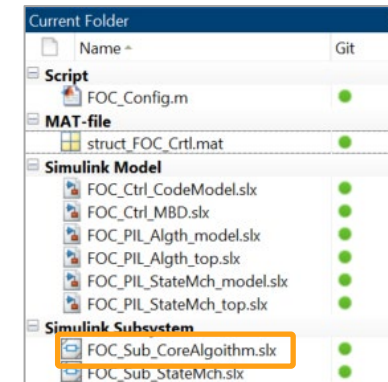 Current Folder
Name Git
Script
FOC_Config.m
MAT-file
struct_FOC_Crtl.mat
Simulink Model
FOC_Ctrl_CodeModel.slx
FOC_Ctrl_MBD.slx
FOC_PIL_Algth_model.slx
FOC_PIL_Algth_top.slx
FOC_PIL_StateMch_model.slx
FOC_PIL_StateMch_top.slx
Simulink Subsystem
FOC_Sub_CoreAlgoithm.slx
FOC_Sub_StateMch.slx